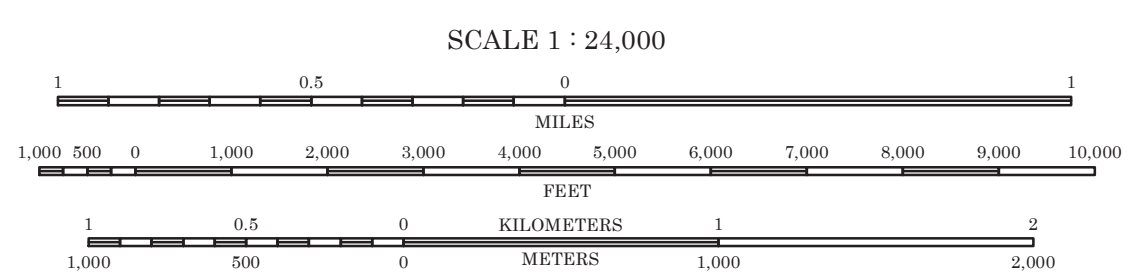 SCALE 1 : 24,000
1 0.5 0 1
MILES
1,000 500 0 1,000 2,000 3,000 4,000 5,000 6,000 7,000 8,000 9,000 10,000
FEET
1 0.5 0 KILOMETERS 1 2
1,000 500 0 METERS 1,000 2,000